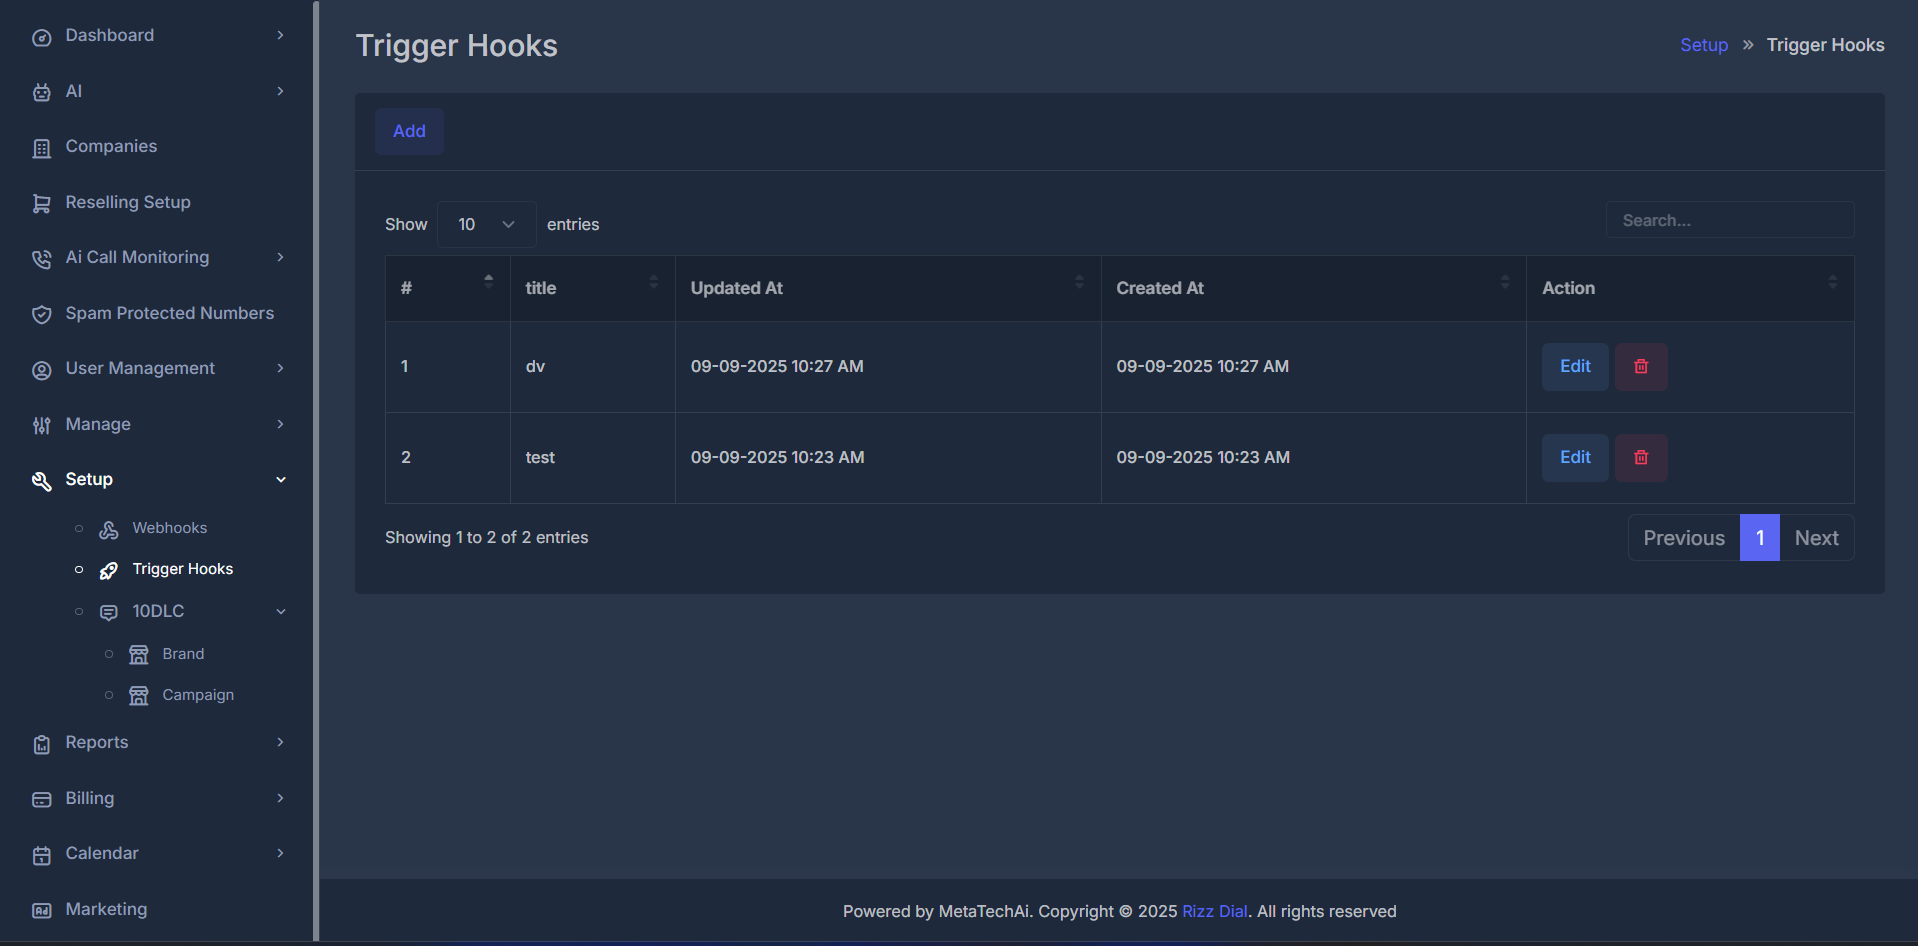 Dashboard
AI
Companies
Reselling Setup
Ai Call Monitoring
Spam Protected Numbers
User Management
Manage
Setup
Webhooks
Trigger Hooks
10DLC
Brand
Campaign
Reports
Billing
Calendar
Marketing
Trigger Hooks
Setup » Trigger Hooks
Add
Show 10 entries
Search...
# title Updated At Created At Action
1 dv 09-09-2025 10:27 AM 09-09-2025 10:27 AM Edit
2 test 09-09-2025 10:23 AM 09-09-2025 10:23 AM Edit
Showing 1 to 2 of 2 entries
Previous 1 Next
Powered by MetaTechAi. Copyright © 2025 Rizz Dial. All rights reserved